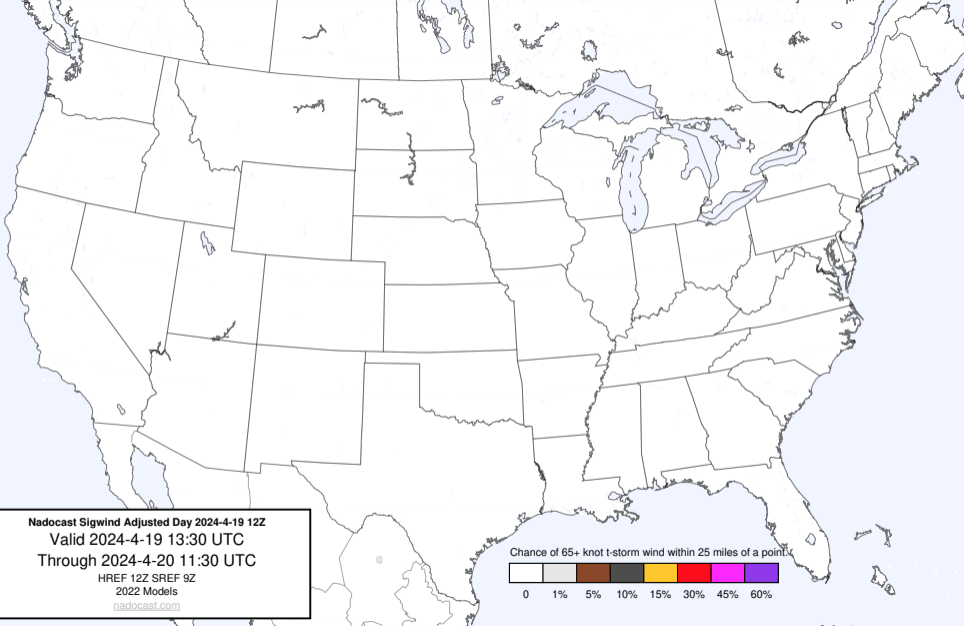 Nadocast Sigwind Adjusted Day 2024-4-19 12Z
Valid 2024-4-19 13:30 UTC
Through 2024-4-20 11:30 UTC
HREF 12Z SREF 9Z
2022 Models
nadocast.com
Chance of 65+ knot t-storm wind within 25 miles of a point.
0 1% 5% 10% 15% 30% 45% 60%